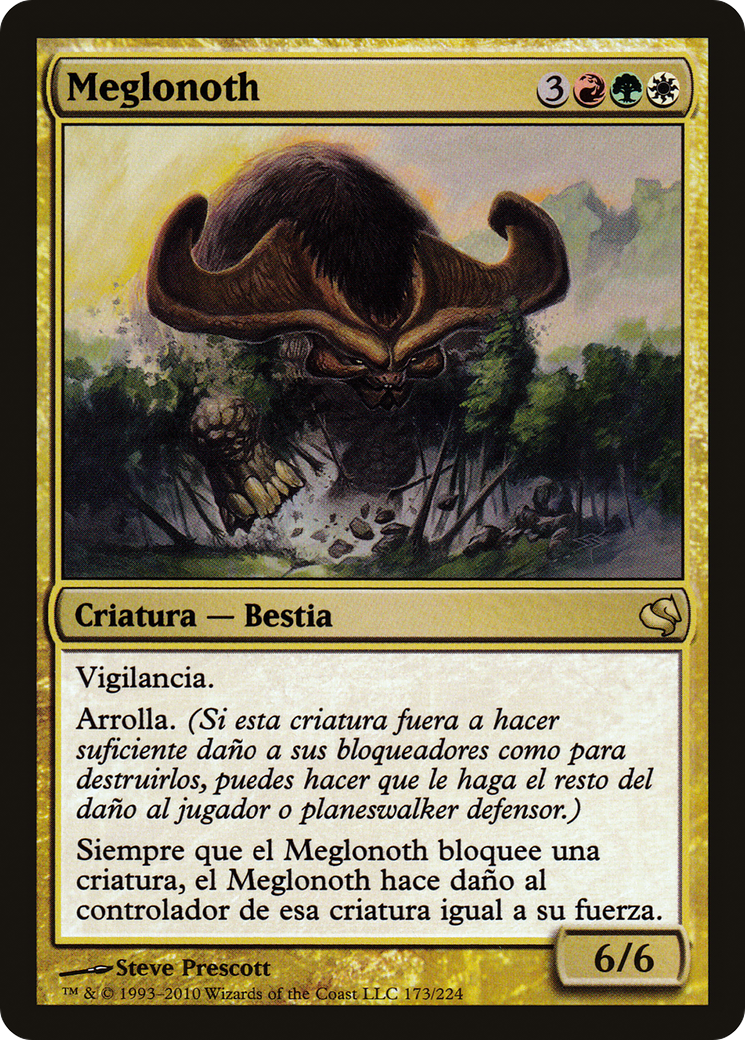 Meglonoth 3
Criatura — Bestia
Vigilancia.
Arrolla. (Si esta criatura fuera a hacer
suficiente daño a sus bloqueadores como para
destruirlos, puedes hacer que le haga el resto del
daño al jugador o planeswalker defensor.)
Siempre que el Meglonoth bloquee una
criatura, el Meglonoth hace daño al
controlador de esa criatura igual a su fuerza.
6/6
Steve Prescott
™ & © 1993–2010 Wizards of the Coast LLC 173/224